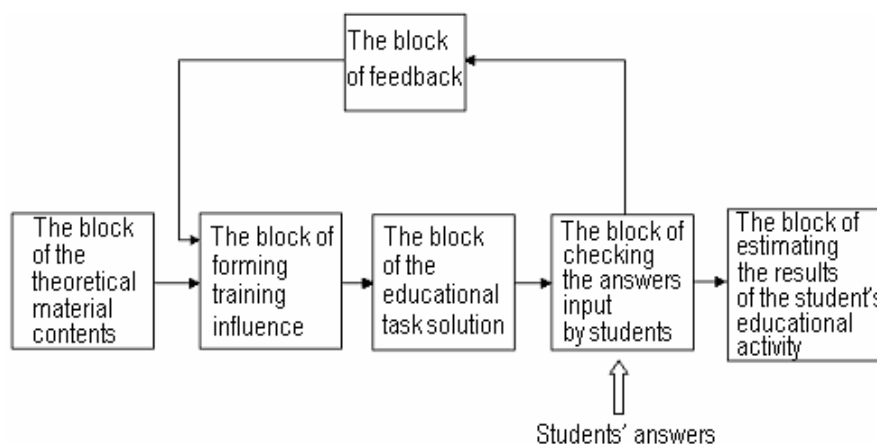 The block
of feedback
The block
of the
theoretical
material
contents
The block of
forming
training
influence
The block
of the
educational
task solution
The block of
checking
the answers
input
by students
The block of
estimating
the results
of the student's
educational
activity
Students' answers